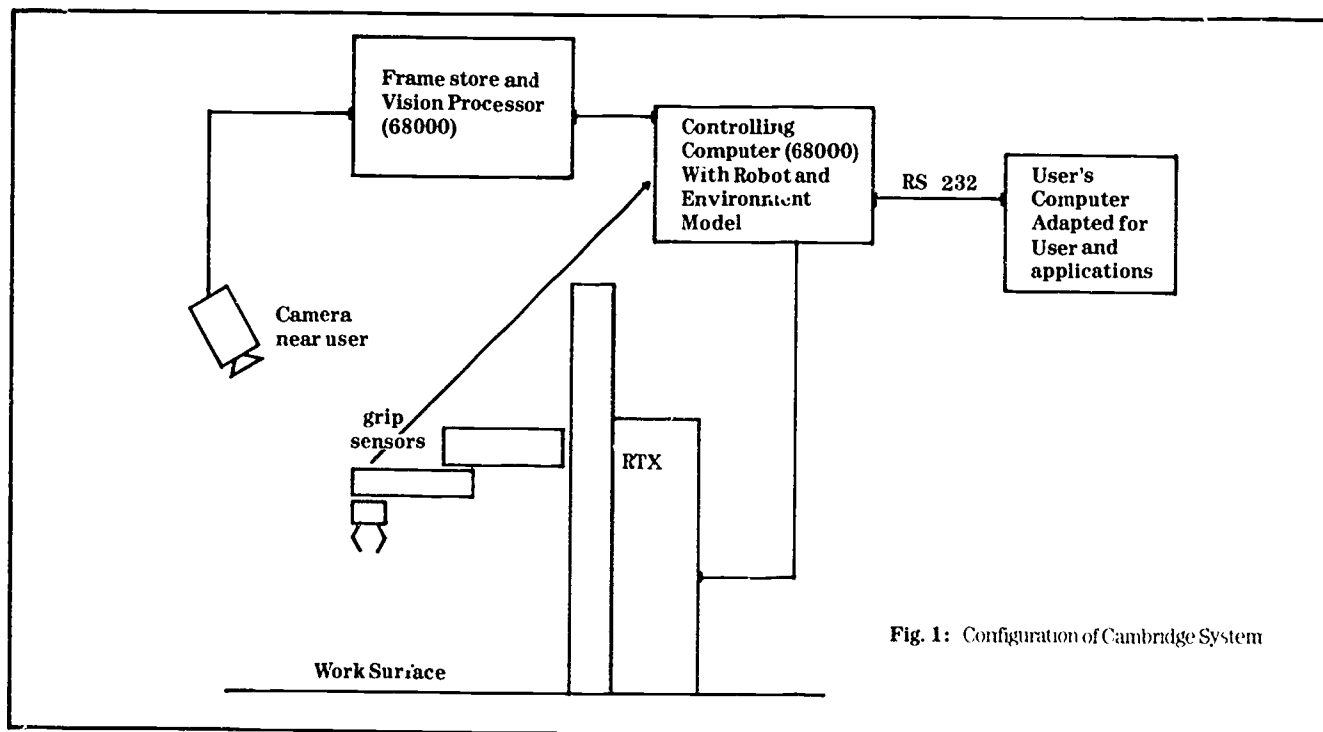 Frame store and
Vision Processor
(68000)
Controlling
Computer (68000)
With Robot and
Environment
Model
RS 232
User's
Computer
Adapted for
User and
applications
Camera
near user
grip
sensors
RTX
Work Surface
Fig. 1: Configuration of Cambridge System